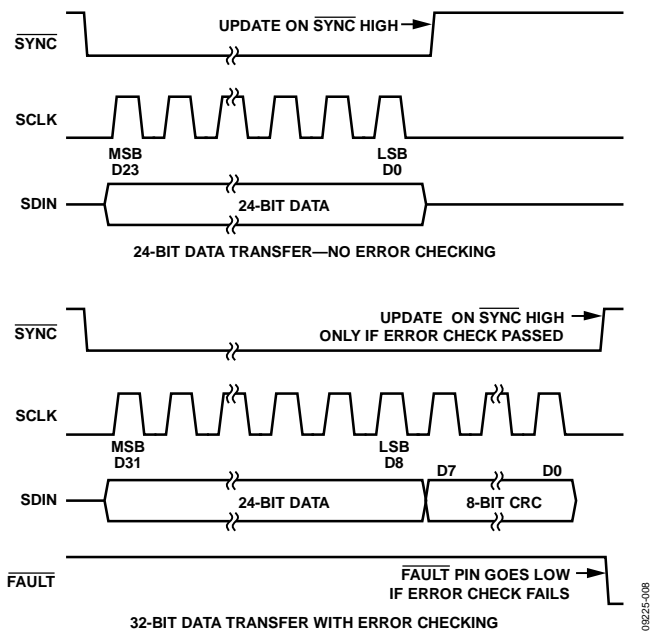 UPDATE ON SYNC HIGH
SYNC
SCLK
MSB
D23
LSB
D0
SDIN
24-BIT DATA
24-BIT DATA TRANSFER—NO ERROR CHECKING
UPDATE ON SYNC HIGH
ONLY IF ERROR CHECK PASSED
SYNC
SCLK
MSB
D31
LSB
D8
D7
D0
SDIN
24-BIT DATA
8-BIT CRC
FAULT
FAULT PIN GOES LOW
IF ERROR CHECK FAILS
32-BIT DATA TRANSFER WITH ERROR CHECKING
09225-008